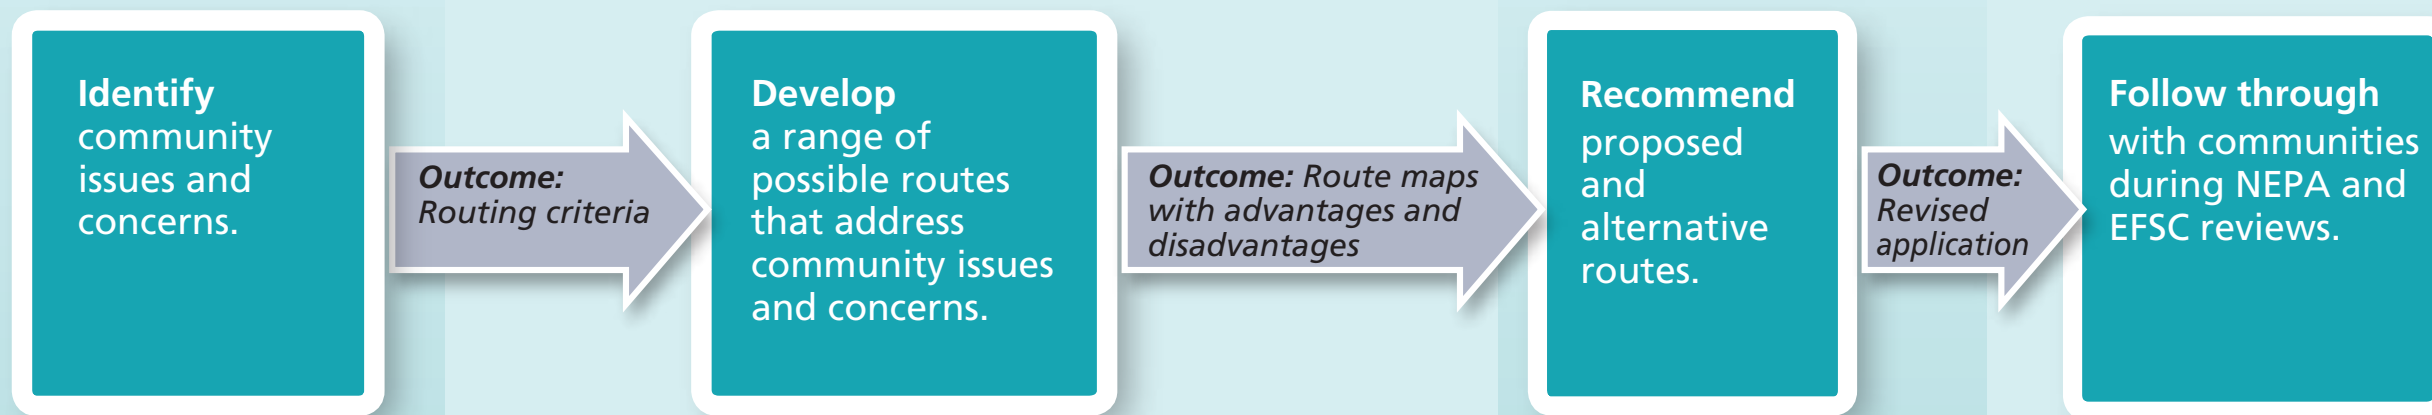 Identify
community
issues and
concerns.
Outcome:
Routing criteria
Develop
a range of
possible routes
that address
community issues
and concerns.
Outcome: Route maps
with advantages and
disadvantages
Recommend
proposed
and
alternative
routes.
Outcome:
Revised
application
Follow through
with communities
during NEPA and
EFSC reviews.